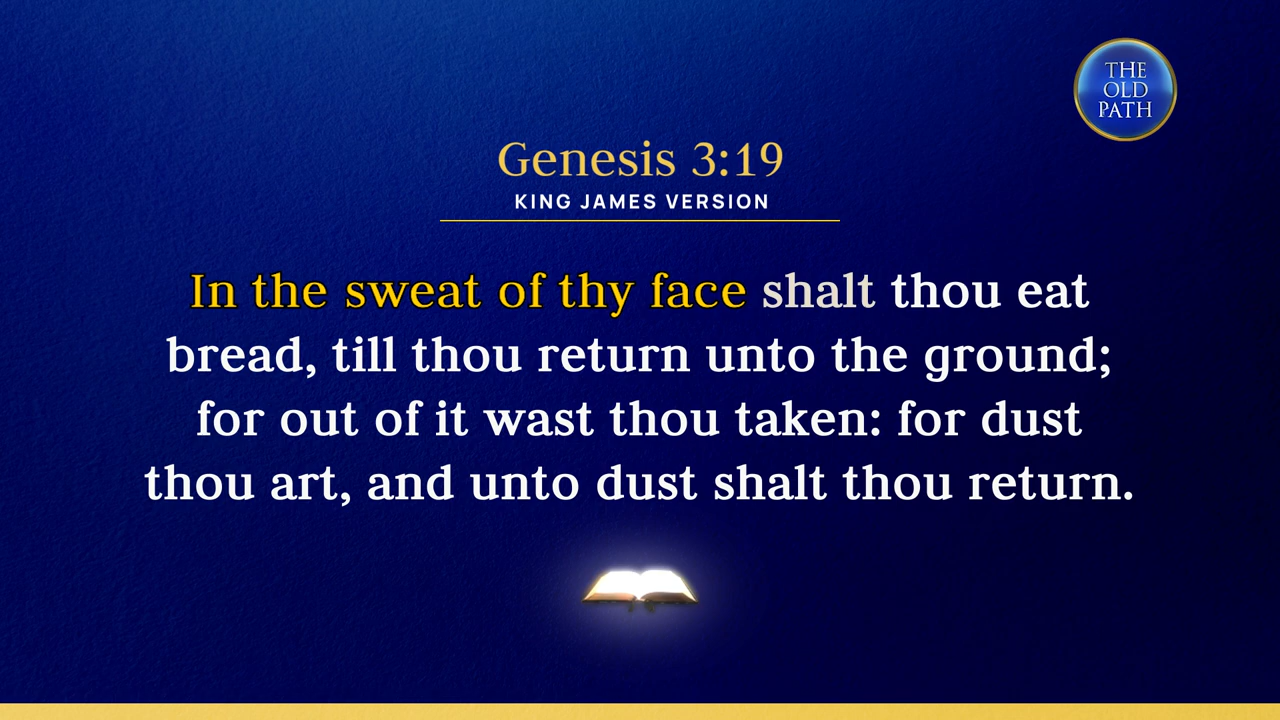 THE
OLD
PATH
Genesis 3:19
KING JAMES VERSION
In the sweat of thy face shalt thou eat
bread, till thou return unto the ground;
for out of it wast thou taken: for dust
thou art, and unto dust shalt thou return.